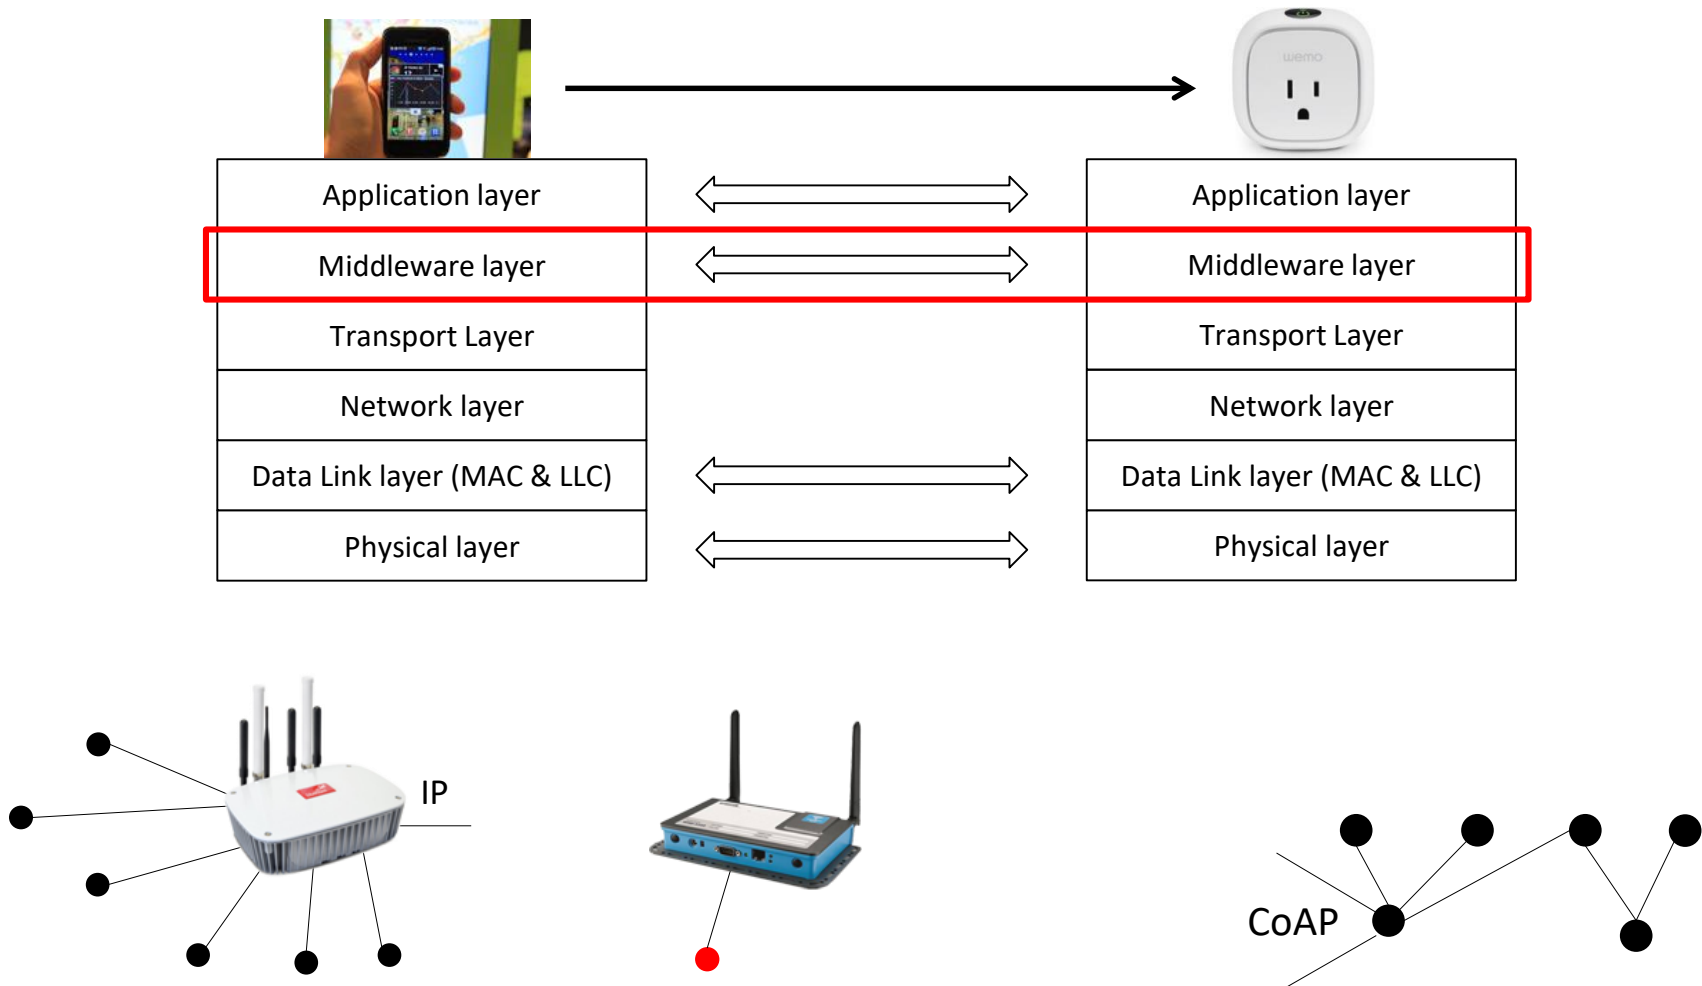 wemo
Application layer
Application layer
Middleware layer
Middleware layer
Transport Layer
Transport Layer
Network layer
Network layer
Data Link layer (MAC & LLC)
Data Link layer (MAC & LLC)
Physical layer
Physical layer
IP
CoAP